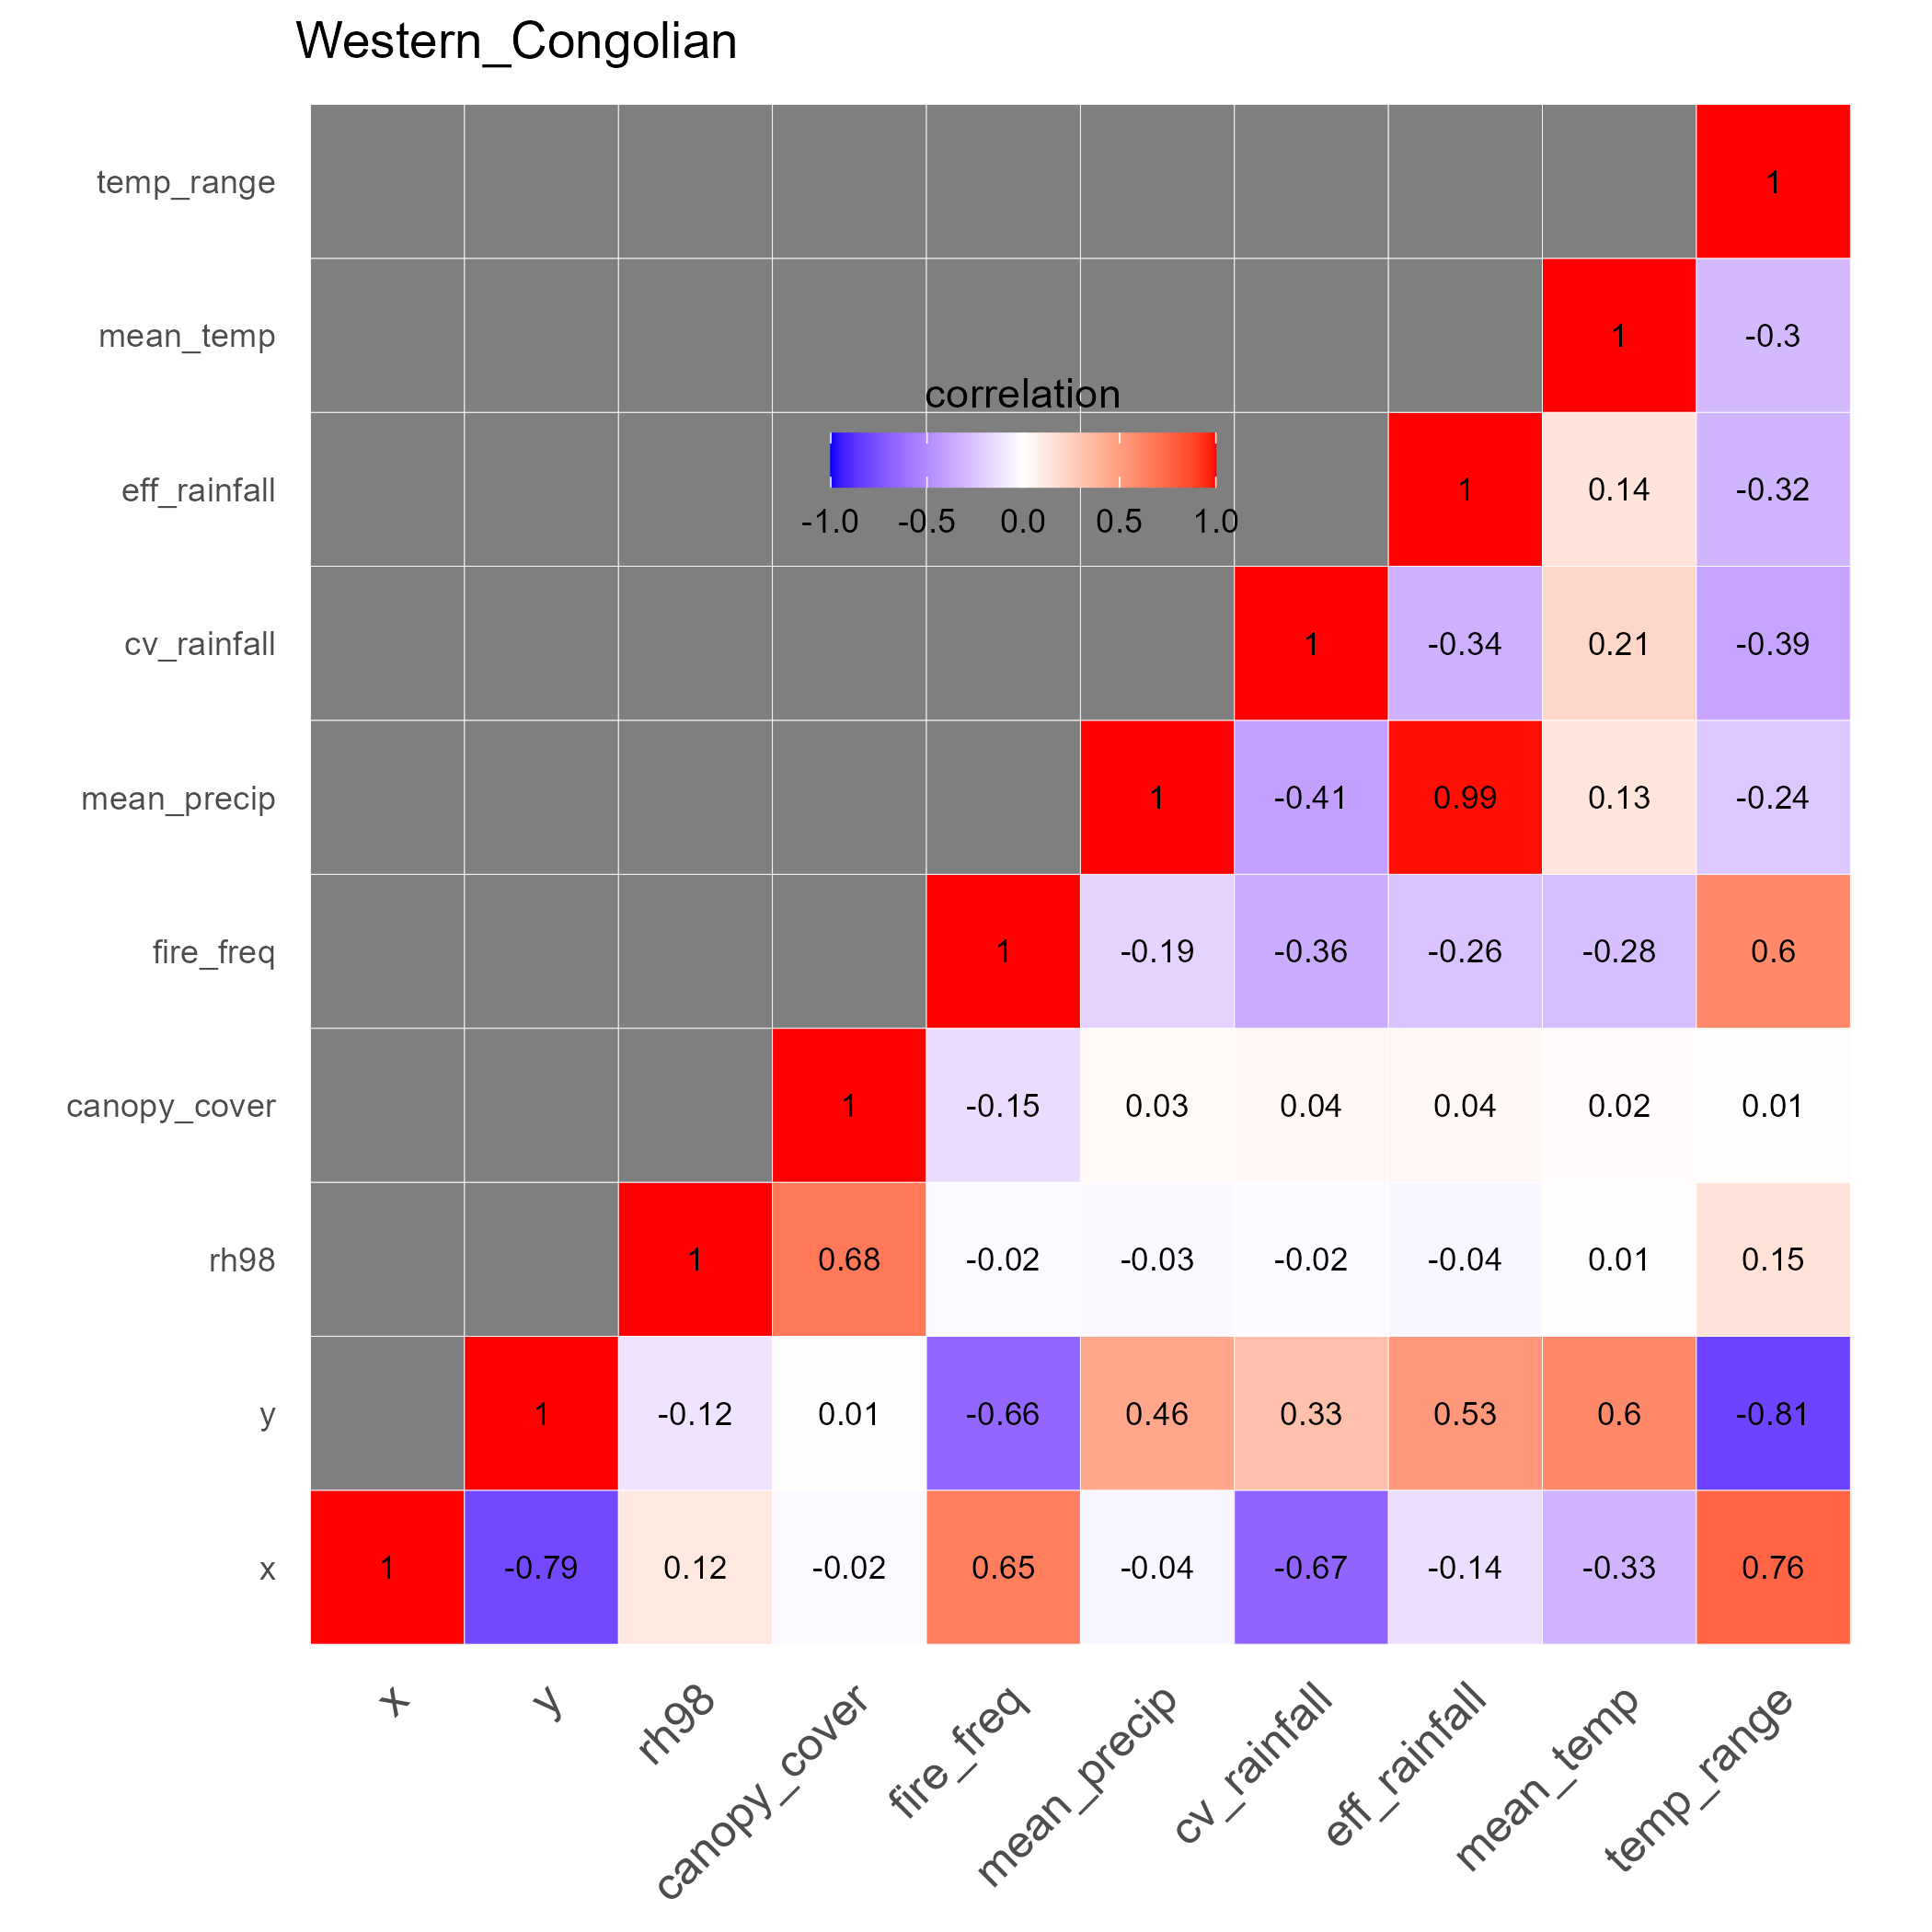 Western_Congolian
temp_range
1
mean_temp
1 -0.3
correlation
eff_rainfall
1 0.14 -0.32
-1.0 -0.5 0.0 0.5 1.0
cv_rainfall
1 -0.34 0.21 -0.39
mean_precip
1 -0.41 0.99 0.13 -0.24
fire_freq
1 -0.19 -0.36 -0.26 -0.28 0.6
canopy_cover
1 -0.15 0.03 0.04 0.04 0.02 0.01
rh98
1 0.68 -0.02 -0.03 -0.02 -0.04 0.01 0.15
y
1 -0.12 0.01 -0.66 0.46 0.33 0.53 0.6 -0.81
x
1 -0.79 0.12 -0.02 0.65 -0.04 -0.67 -0.14 -0.33 0.76
x
y
rh98
canopy_cover
fire_freq
mean_precip
cv_rainfall
eff_rainfall
mean_temp
temp_range